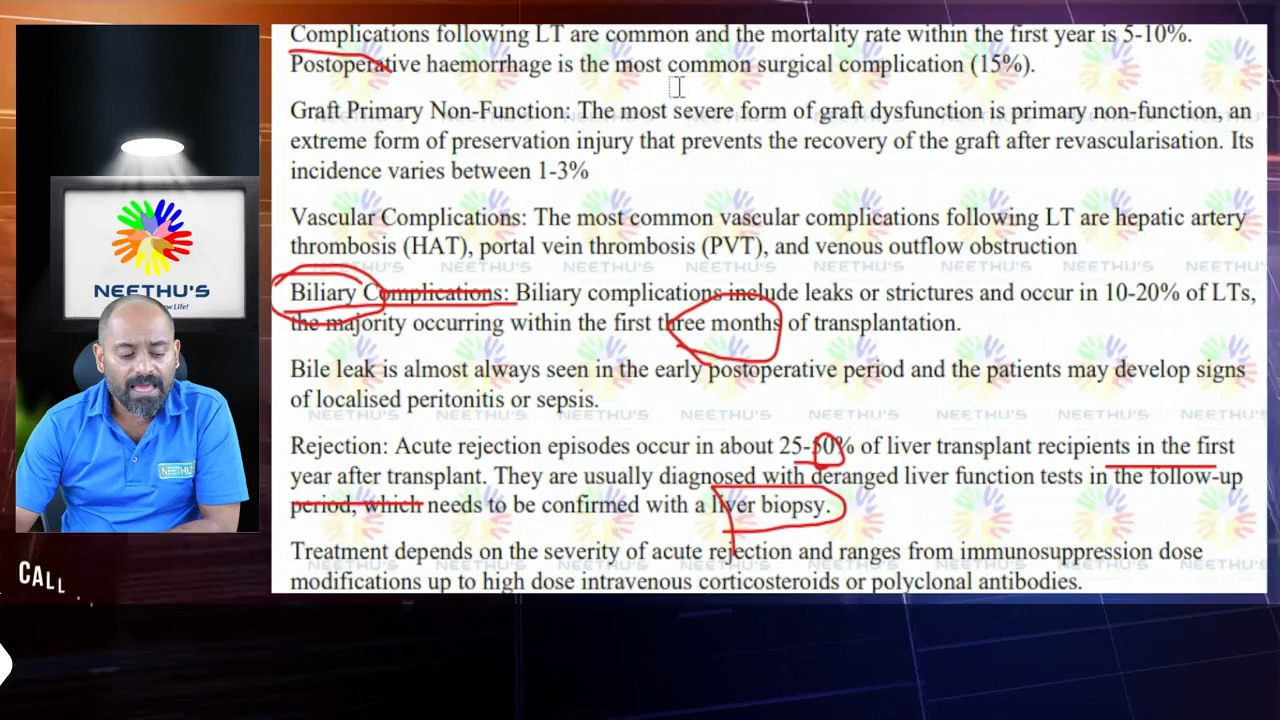 Complications following LT are common and the mortality rate within the first year is 5-10%.
Postoperative haemorrhage is the most common surgical complication (15%).
Graft Primary Non-Function: The most severe form of graft dysfunction is primary non-function, an
extreme form of preservation injury that prevents the recovery of the graft after revascularisation. Its
incidence varies between 1-3%
Vascular Complications: The most common vascular complications following LT are hepatic artery
thrombosis (HAT), portal vein thrombosis (PVT), and venous outflow obstruction
Biliary Complications: Biliary complications include leaks or strictures and occur in 10-20% of LTs,
the majority occurring within the first three months of transplantation.
Bile leak is almost always seen in the early postoperative period and the patients may develop signs
of localised peritonitis or sepsis.
Rejection: Acute rejection episodes occur in about 25-50% of liver transplant recipients in the first
year after transplant. They are usually diagnosed with deranged liver function tests in the follow-up
period, which needs to be confirmed with a liver biopsy.
Treatment depends on the severity of acute rejection and ranges from immunosuppression dose
modifications up to high dose intravenous corticosteroids or polyclonal antibodies.
NEETHU'S
Life!
NEETHU'S
CALL